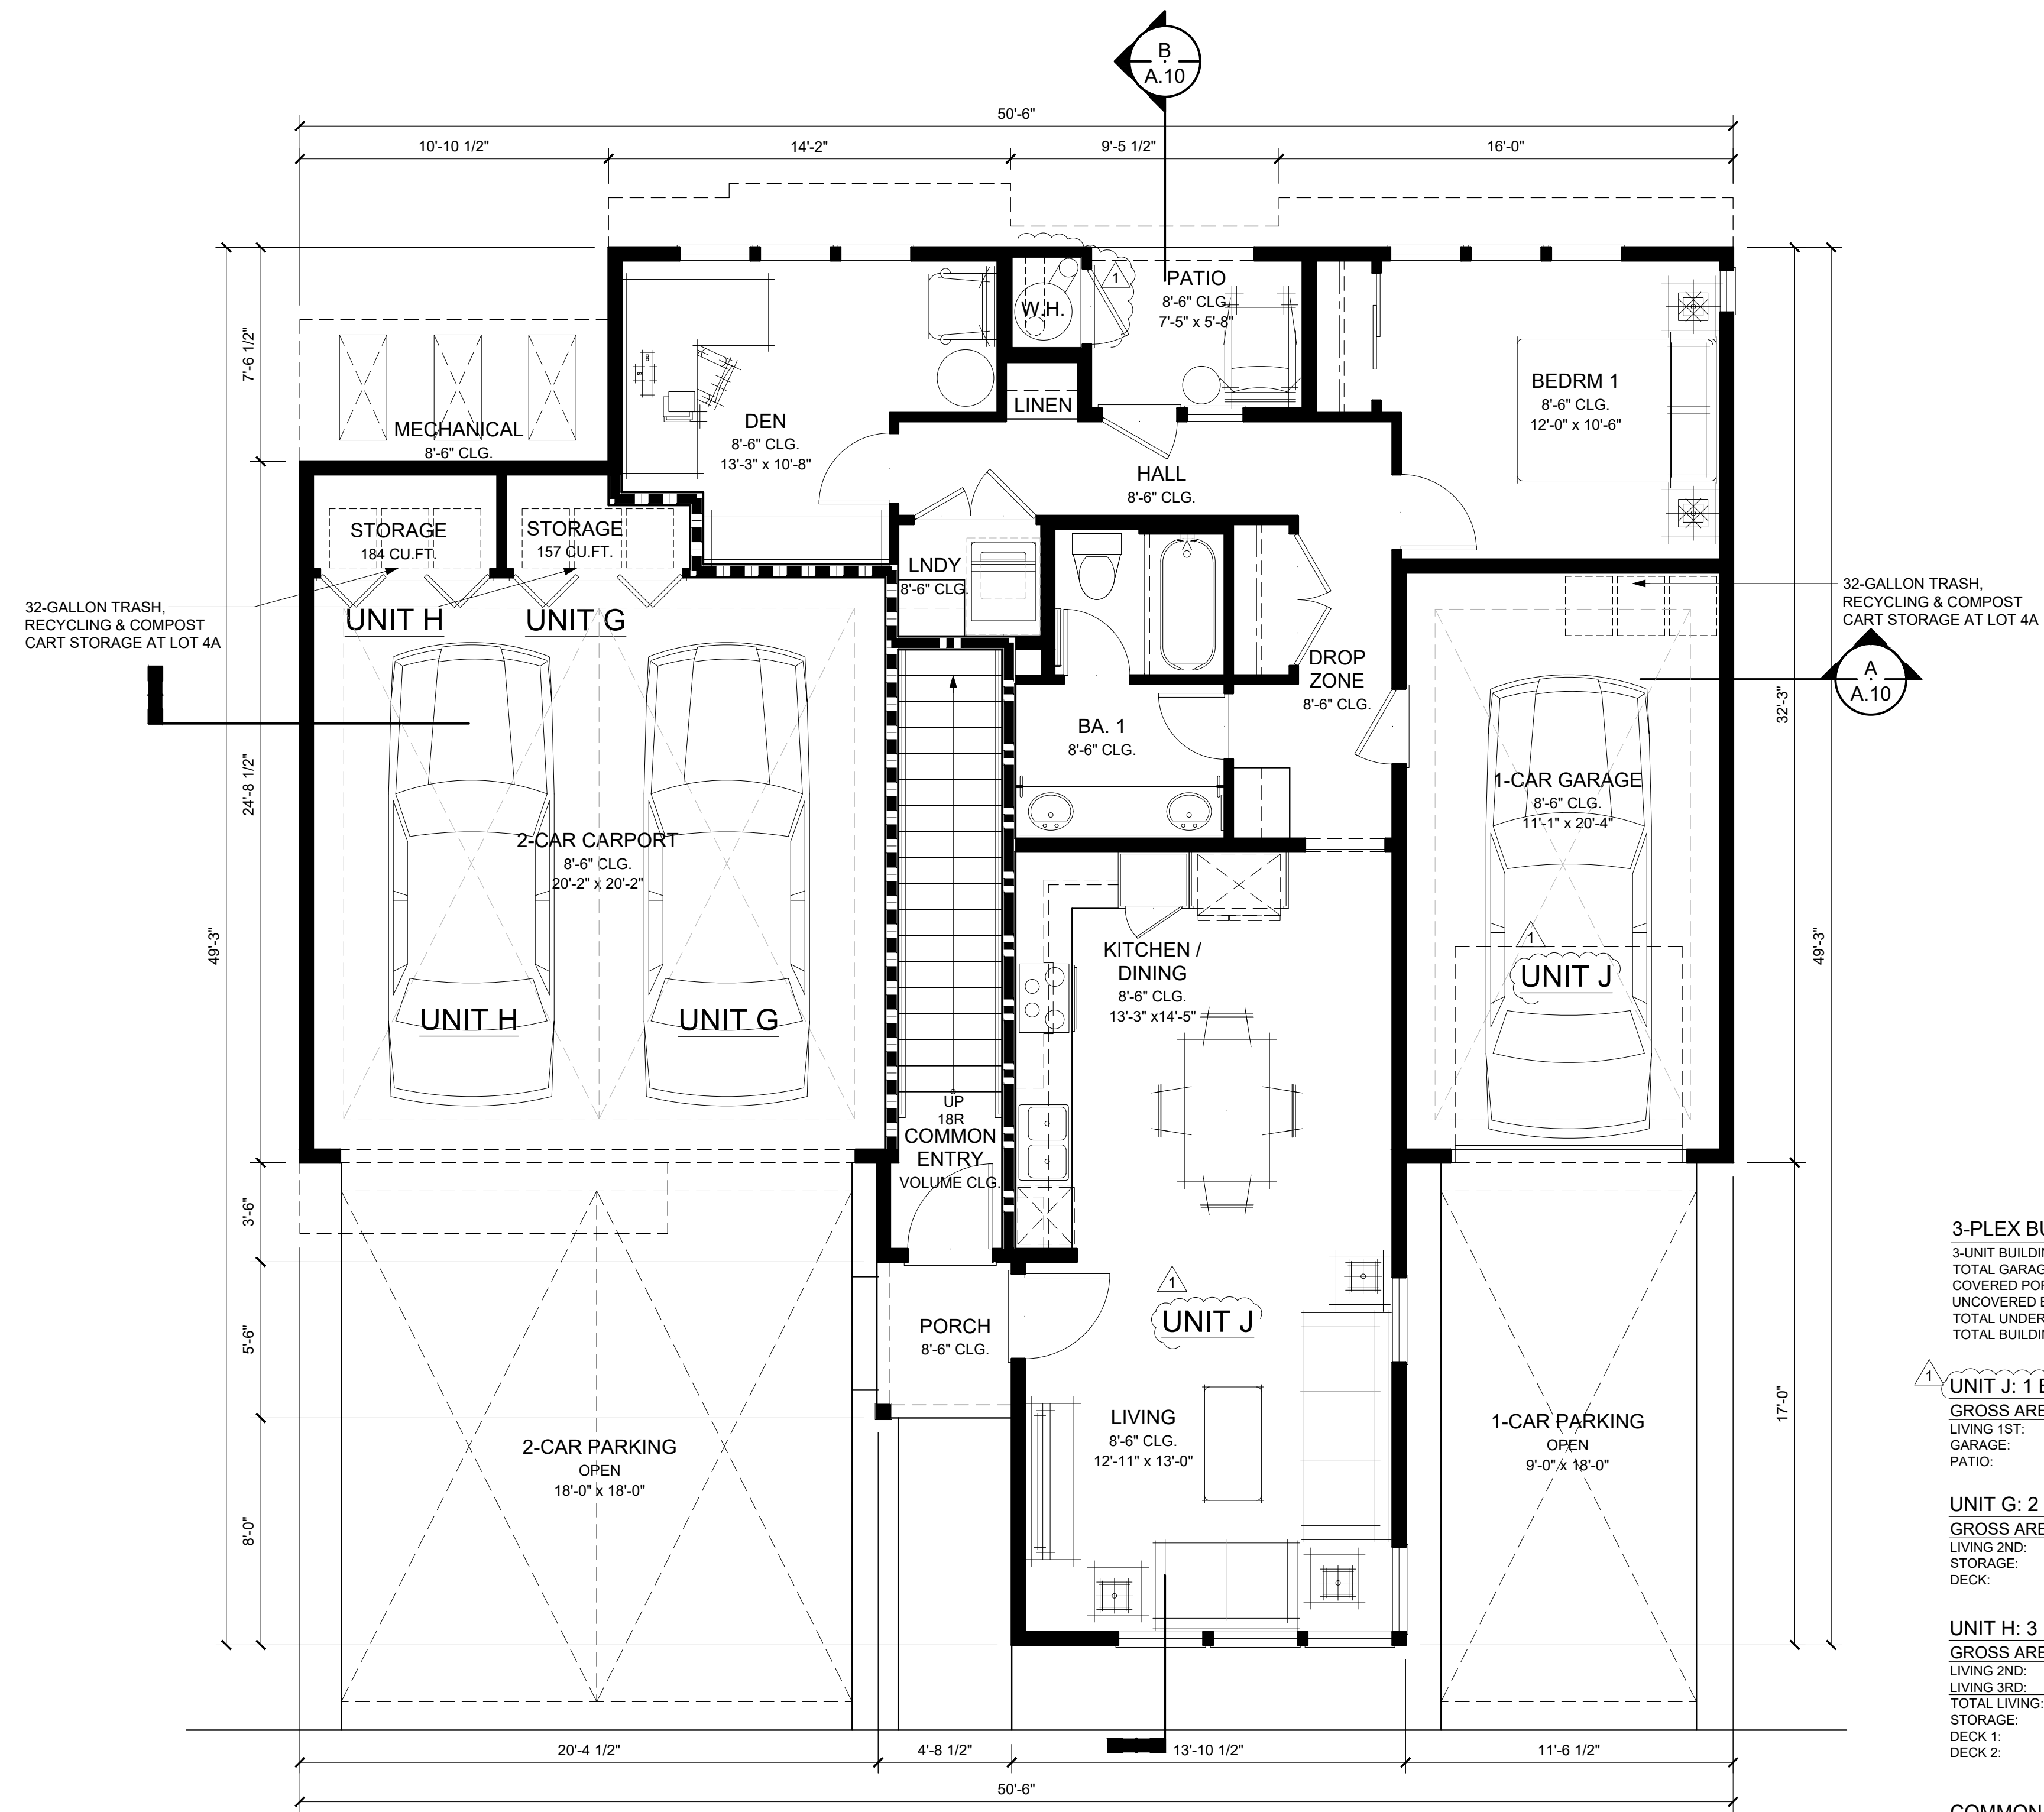 B
A.10
50'-6"
10'-10 1/2"
14'-2"
9'-5 1/2"
16'-0"
1
PATIO
8'-6" CLG.
7'-5" x 5'-8"
W.H.
7'-6 1/2"
MECHANICAL
8'-6" CLG.
DEN
8'-6" CLG.
13'-3" x 10'-8"
LINEN
BEDRM 1
8'-6" CLG.
12'-0" x 10'-6"
HALL
8'-6" CLG.
STORAGE
184 CU.FT.
STORAGE
157 CU.FT.
LNDY
8'-6" CLG.
32-GALLON TRASH,
RECYCLING & COMPOST
CART STORAGE AT LOT 4A
UNIT H
UNIT G
32-GALLON TRASH,
RECYCLING & COMPOST
CART STORAGE AT LOT 4A
A
A.10
DROP
ZONE
8'-6" CLG.
BA. 1
8'-6" CLG.
32'-3"
24'-8 1/2"
1-CAR GARAGE
8'-6" CLG.
11'-1" x 20'-4"
2-CAR CARPORT
8'-6" CLG.
20'-2" x 20'-2"
49'-3"
49'-3"
KITCHEN /
DINING
8'-6" CLG.
13'-3" x14'-5"
1
UNIT J
UNIT H
UNIT G
UP
18R
COMMON
ENTRY
VOLUME CLG.
3'-6"
5'-6"
8'-0"
17'-0"
1
UNIT J
PORCH
8'-6" CLG.
LIVING
8'-6" CLG.
12'-11" x 13'-0"
2-CAR PARKING
OPEN
18'-0" x 18'-0"
1-CAR PARKING
OPEN
9'-0" x 18'-0"
3-PLEX BU
3-UNIT BUILDIN
TOTAL GARAG
COVERED POR
UNCOVERED
TOTAL UNDER
TOTAL BUILDIN
1
UNIT J: 1
GROSS ARE
LIVING 1ST:
GARAGE:
PATIO:
UNIT G: 2
GROSS ARE
LIVING 2ND:
STORAGE:
DECK:
UNIT H: 3
GROSS ARE
LIVING 2ND:
LIVING 3RD:
TOTAL LIVING:
STORAGE:
DECK 1:
DECK 2:
COMMON
20'-4 1/2"
4'-8 1/2"
13'-10 1/2"
11'-6 1/2"
50'-6"